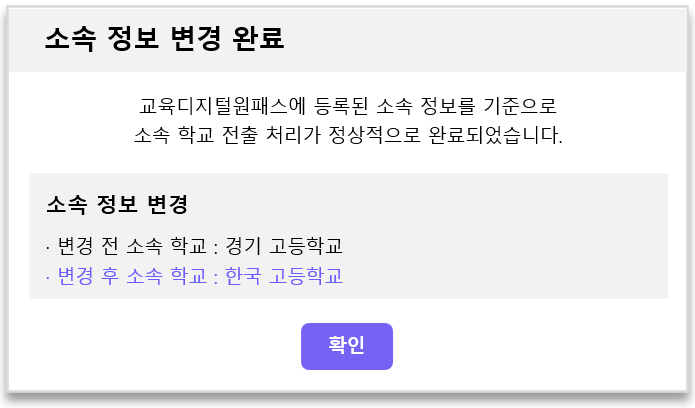 소속 정보 변경 완료
교육디지털원패스에 등록된 소속 정보를 기준으로
소속 학교 전출 처리가 정상적으로 완료되었습니다.
소속 정보 변경
· 변경 전 소속 학교 : 경기 고등학교
· 변경 후 소속 학교 : 한국 고등학교
확인